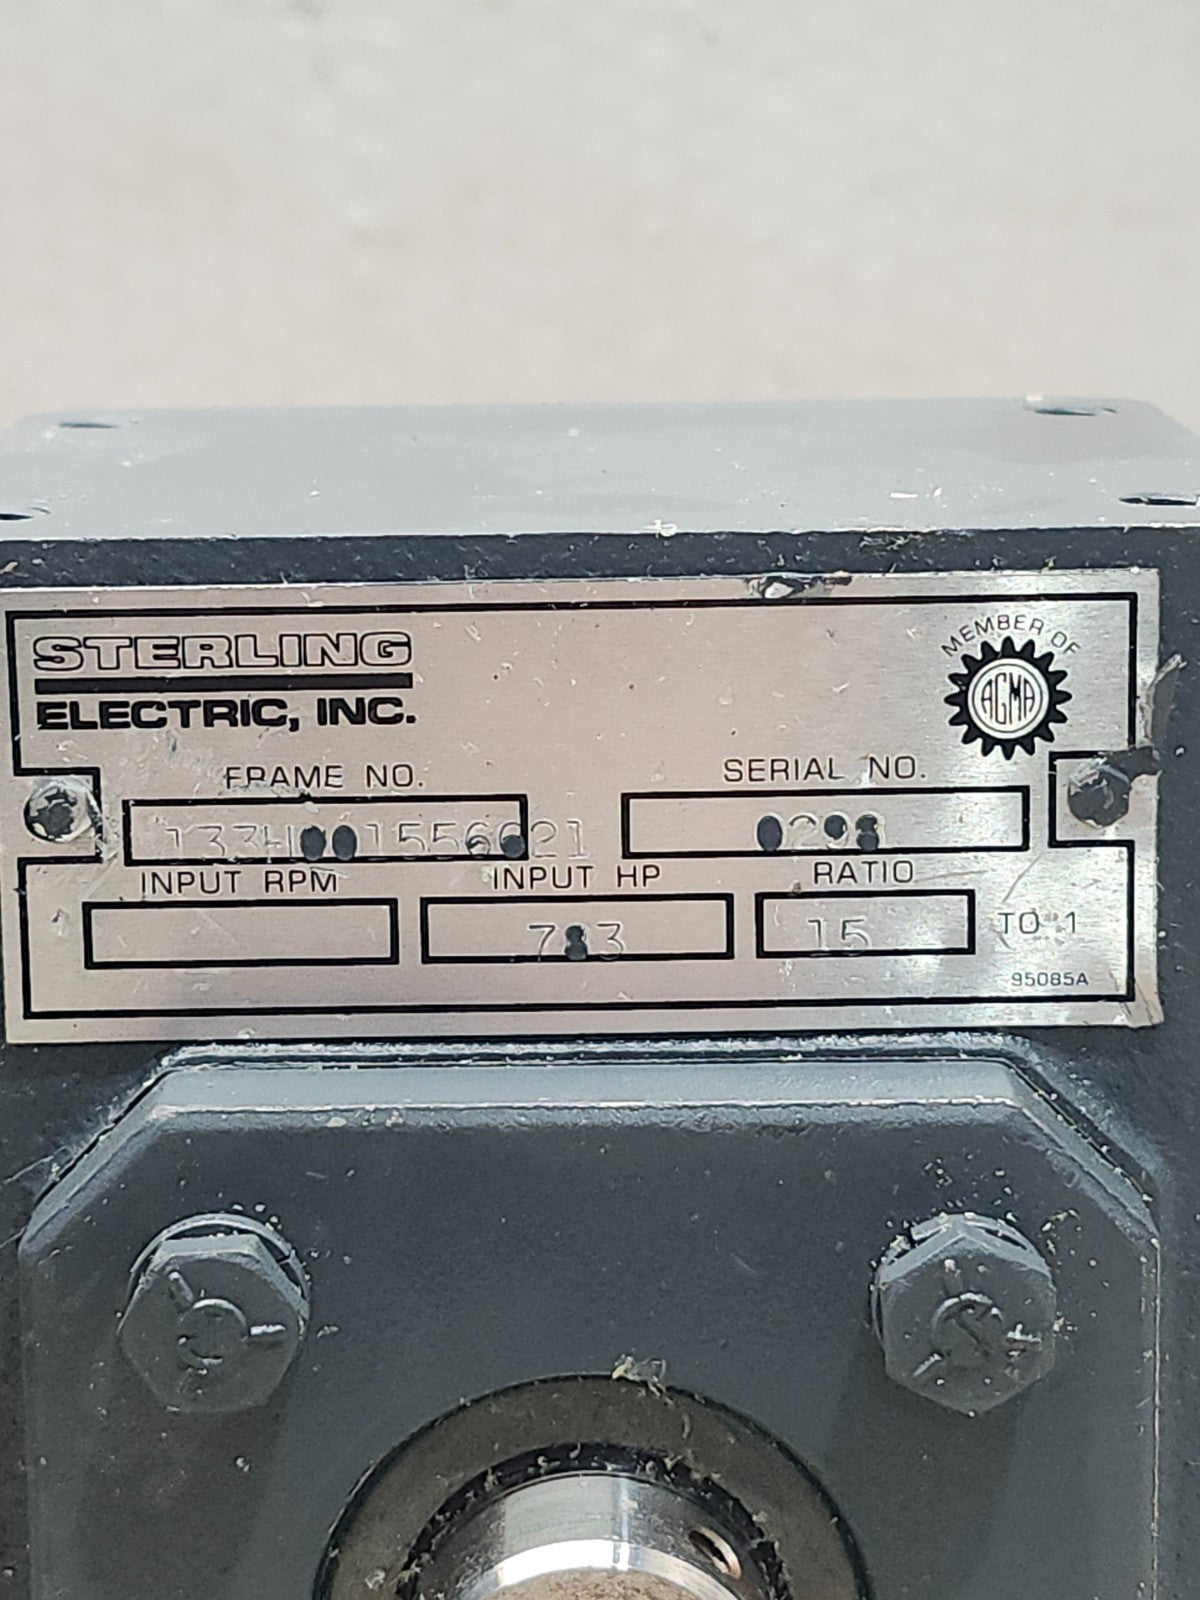 STERLING
ELECTRIC, INC.
MEMBER OF
AGMA
FRAME NO.
SERIAL NO.
0298
INPUT RPM
INPUT HP
RATIO
15
TO 1
95085A